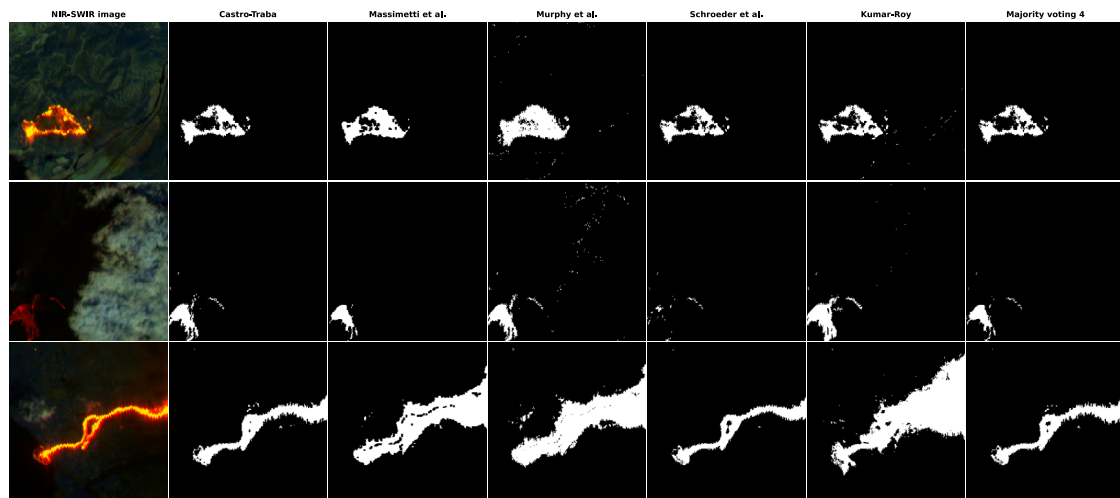 NIR-SWIR image Castro-Traba Massimetti et al. Murphy et al. Schroeder et al. Kumar-Roy Majority voting 4